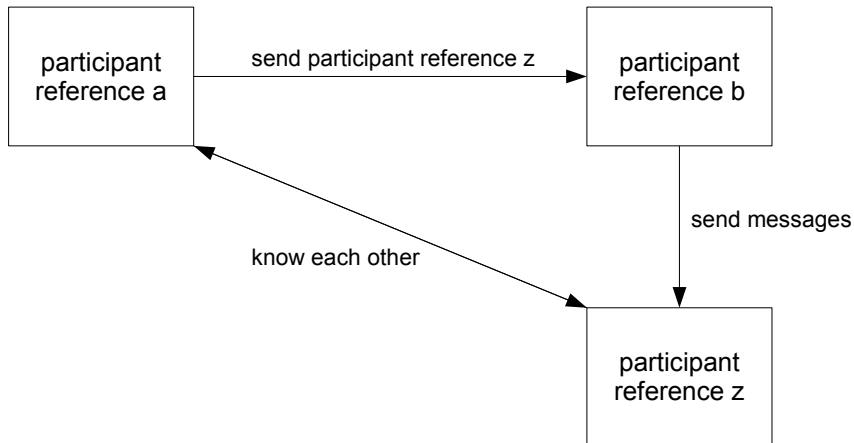 participant
reference a
send participant reference z
participant
reference b
send messages
know each other
participant
reference z